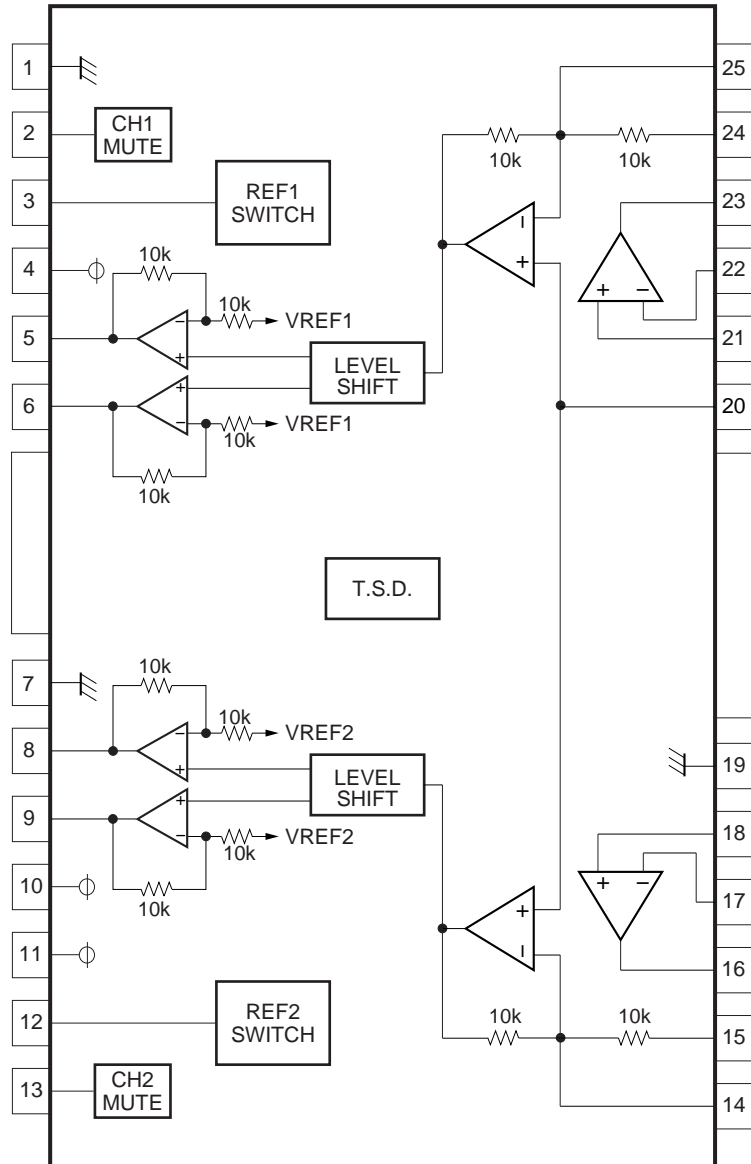 1
25
2
CH1
MUTE
10k
10k
24
3
REF1
SWITCH
23
4
10k
– +
22
5
– 10k VREF1
+
+ –
21
6
+
– 10k VREF1
LEVEL
SHIFT
20
10k
T.S.D.
7
10k
8
– 10k VREF2
+
LEVEL
SHIFT
19
9
+
– 10k VREF2
18
10
10k
+ –
+ –
17
11
16
12
REF2
SWITCH
10k
10k
15
13
CH2
MUTE
14